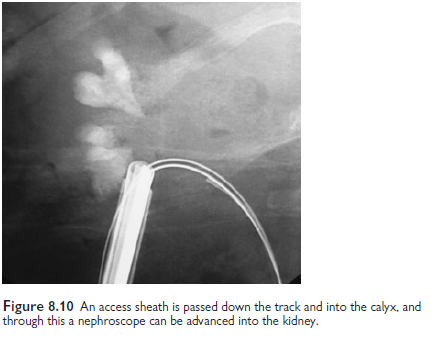 Figure 8.10 An access sheath is passed down the track and into the calyx, and
through this a nephroscope can be advanced into the kidney.